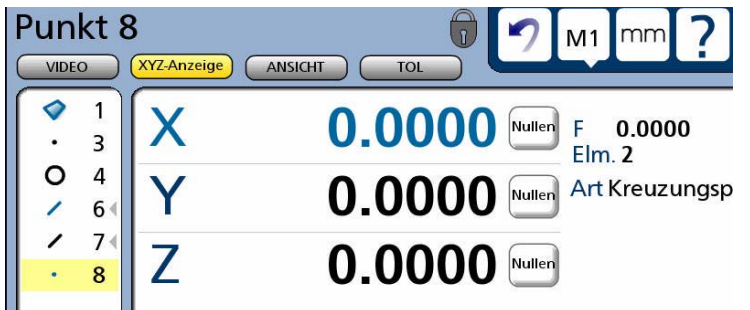 Punkt 8
M1 mm ?
VIDEO XYZ-Anzeige ANSICHT TOL
1
3
4
6
7
8
X 0.0000 Nullen
Y 0.0000 Nullen
Z 0.0000 Nullen
F 0.0000
Elm. 2
Art Kreuzungsp